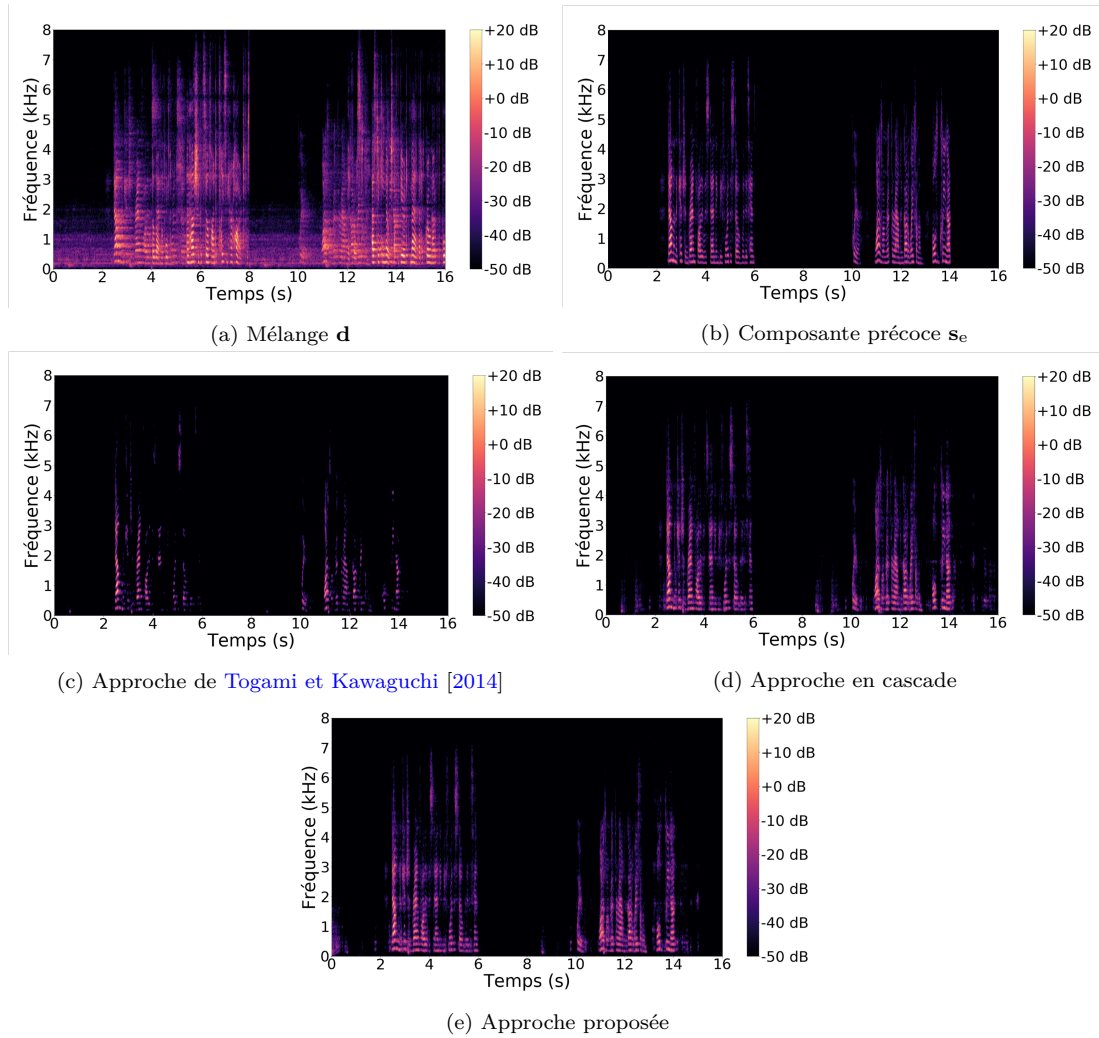 Fréquence (kHz)
8
7
6
5
4
3
2
1
0
0 2 4 6 8 10 12 14 16
Temps (s)
+20 dB
+10 dB
+0 dB
-10 dB
-20 dB
-30 dB
-40 dB
-50 dB
(a) Mélange d
Fréquence (kHz)
8
7
6
5
4
3
2
1
0
0 2 4 6 8 10 12 14 16
Temps (s)
+20 dB
+10 dB
+0 dB
-10 dB
-20 dB
-30 dB
-40 dB
-50 dB
(b) Composante précoce se
Fréquence (kHz)
8
7
6
5
4
3
2
1
0
0 2 4 6 8 10 12 14 16
Temps (s)
+20 dB
+10 dB
+0 dB
-10 dB
-20 dB
-30 dB
-40 dB
-50 dB
(c) Approche de Togami et Kawaguchi [2014]
Fréquence (kHz)
8
7
6
5
4
3
2
1
0
0 2 4 6 8 10 12 14 16
Temps (s)
+20 dB
+10 dB
+0 dB
-10 dB
-20 dB
-30 dB
-40 dB
-50 dB
(d) Approche en cascade
Fréquence (kHz)
8
7
6
5
4
3
2
1
0
0 2 4 6 8 10 12 14 16
Temps (s)
+20 dB
+10 dB
+0 dB
-10 dB
-20 dB
-30 dB
-40 dB
-50 dB
(e) Approche proposée